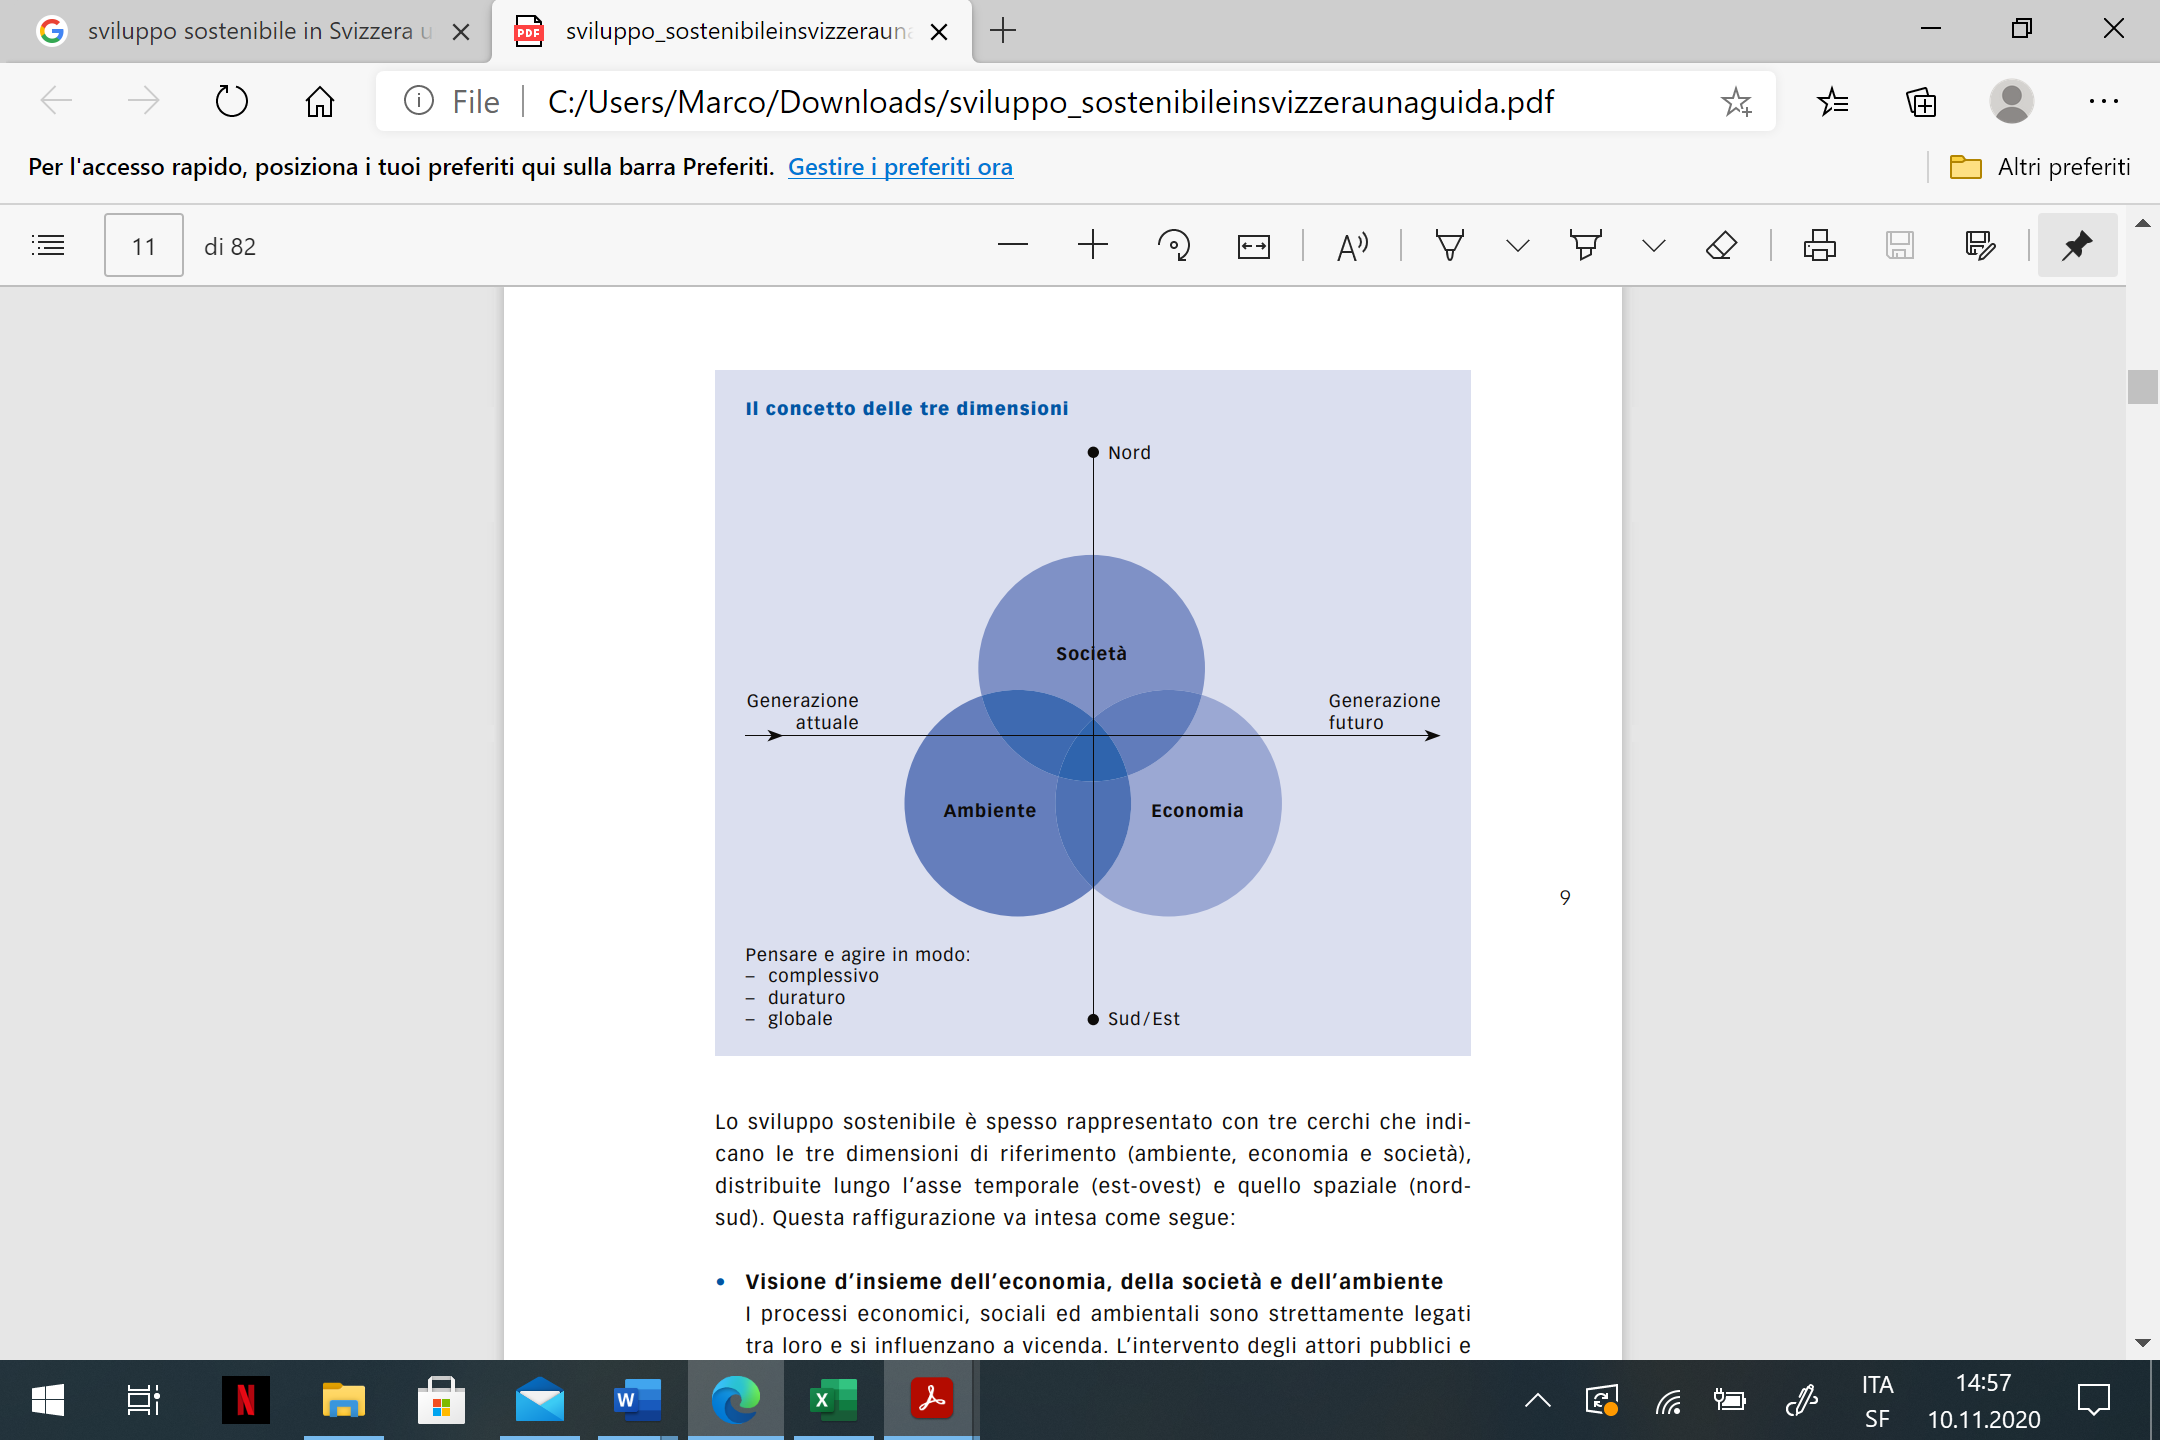 sviluppo sostenibile in Svizzera u
sviluppo_sostenibileinsvizzerauna
File
C:/Users/Marco/Downloads/sviluppo_sostenibileinsvizzeraunaguida.pdf
Per l'accesso rapido, posiziona i tuoi preferiti qui sulla barra Preferiti. Gestire i preferiti ora
Altri preferiti
11 di 82
Il concetto delle tre dimensioni
Nord
Società
Generazione
attuale
Generazione
futuro
Ambiente
Economia
9
Pensare e agire in modo:
– complessivo
– duraturo
– globale
Sud/Est
Lo sviluppo sostenibile è spesso rappresentato con tre cerchi che indi-
cano le tre dimensioni di riferimento (ambiente, economia e società),
distribuite lungo l’asse temporale (est-ovest) e quello spaziale (nord-
sud). Questa raffigurazione va intesa come segue:
• Visione d’insieme dell’economia, della società e dell’ambiente
I processi economici, sociali ed ambientali sono strettamente legati
tra loro e si influenzano a vicenda. L’intervento degli attori pubblici e
ITA
SF
14:57
10.11.2020